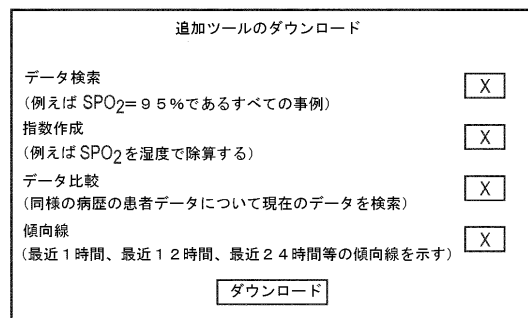 追加ツールのダウンロード
データ検索
X
(例えば SPO2=95%であるすべての事例)
指数作成
X
(例えばSPO2を湿度で除算する)
データ比較
X
(同様の病歴の患者データについて現在のデータを検索)
傾向線
X
(最近1時間、最近12時間、最近24時間等の傾向線を示す)
ダウンロード